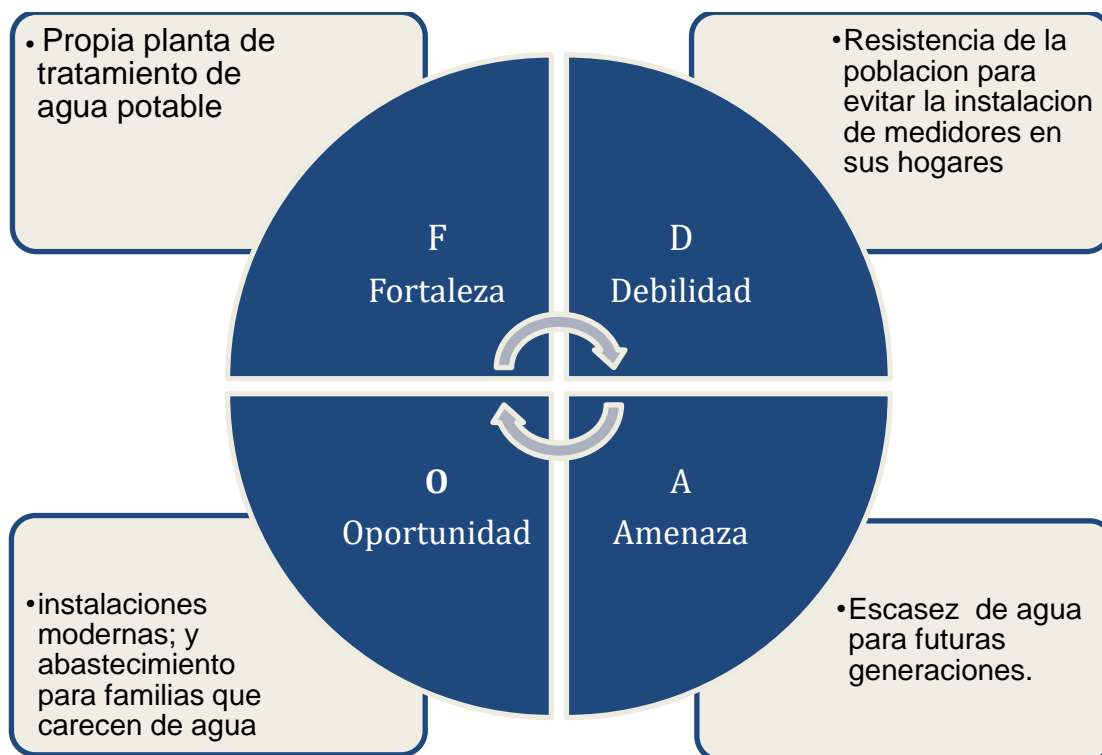 • Propia planta de
tratamiento de
agua potable
•Resistencia de la
poblacion para
evitar la instalacion
de medidores en
sus hogares
F
Fortaleza
D
Debilidad
O
Oportunidad
A
Amenaza
•instalaciones
modernas; y
abastecimiento
para familias que
carecen de agua
•Escasez de agua
para futuras
generaciones.